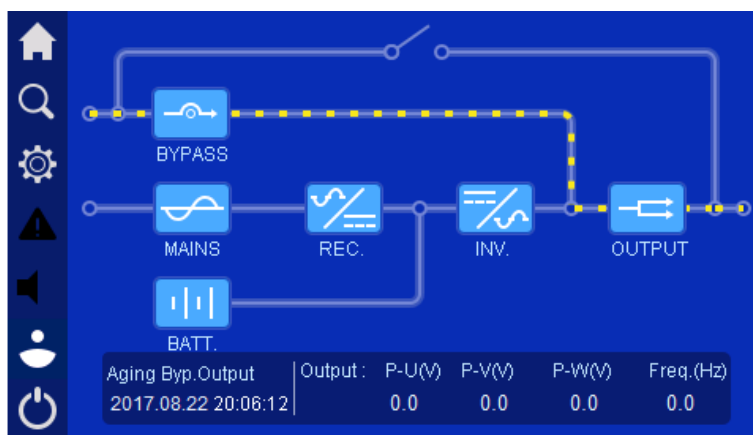 BYPASS
MAINS REC. INV. OUTPUT
BATT.
Aging Byp.Output Output : P-U(V) P-V(V) P-W(V) Freq.(Hz)
2017.08.22 20:06:12 0.0 0.0 0.0 0.0